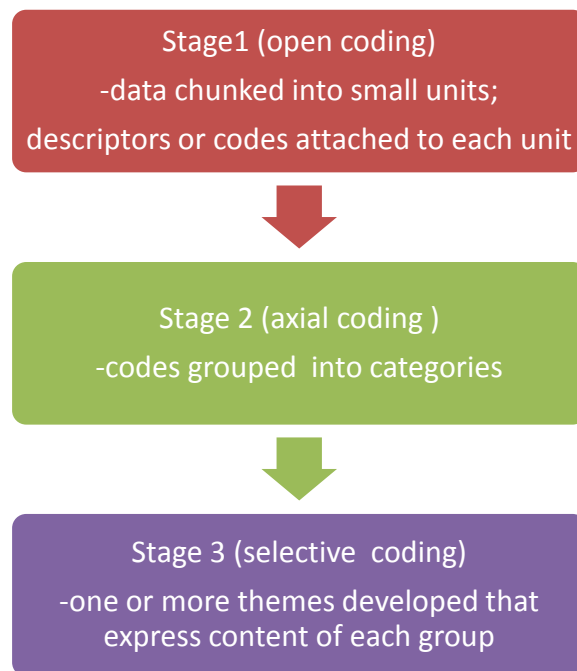 Stage1 (open coding)
-data chunked into small units;
descriptors or codes attached to each unit
Stage 2 (axial coding )
-codes grouped  into categories
Stage 3 (selective  coding)
-one or more themes developed that
express content of each group